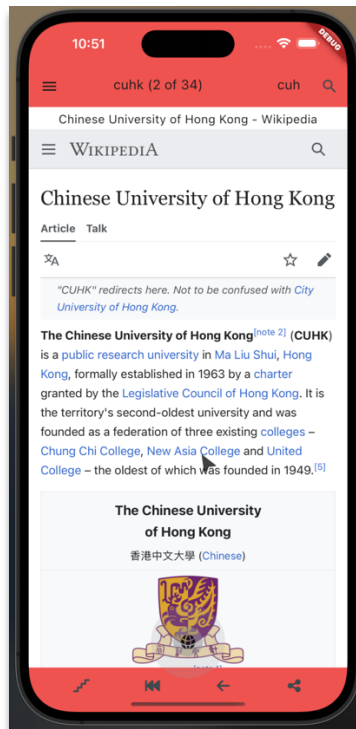 10:51
DEBUG
cuhk (2 of 34)
cuh
Chinese University of Hong Kong - Wikipedia
WIKIPEDIA
Chinese University of Hong Kong
Article Talk
"CUHK" redirects here. Not to be confused with City
University of Hong Kong.
The Chinese University of Hong Kong[note 2] (CUHK)
is a public research university in Ma Liu Shui, Hong
Kong, formally established in 1963 by a charter
granted by the Legislative Council of Hong Kong. It is
the territory's second-oldest university and was
founded as a federation of three existing colleges –
Chung Chi College, New Asia College and United
College – the oldest of which was founded in 1949.[5]
The Chinese University
of Hong Kong
香港中文大學 (Chinese)